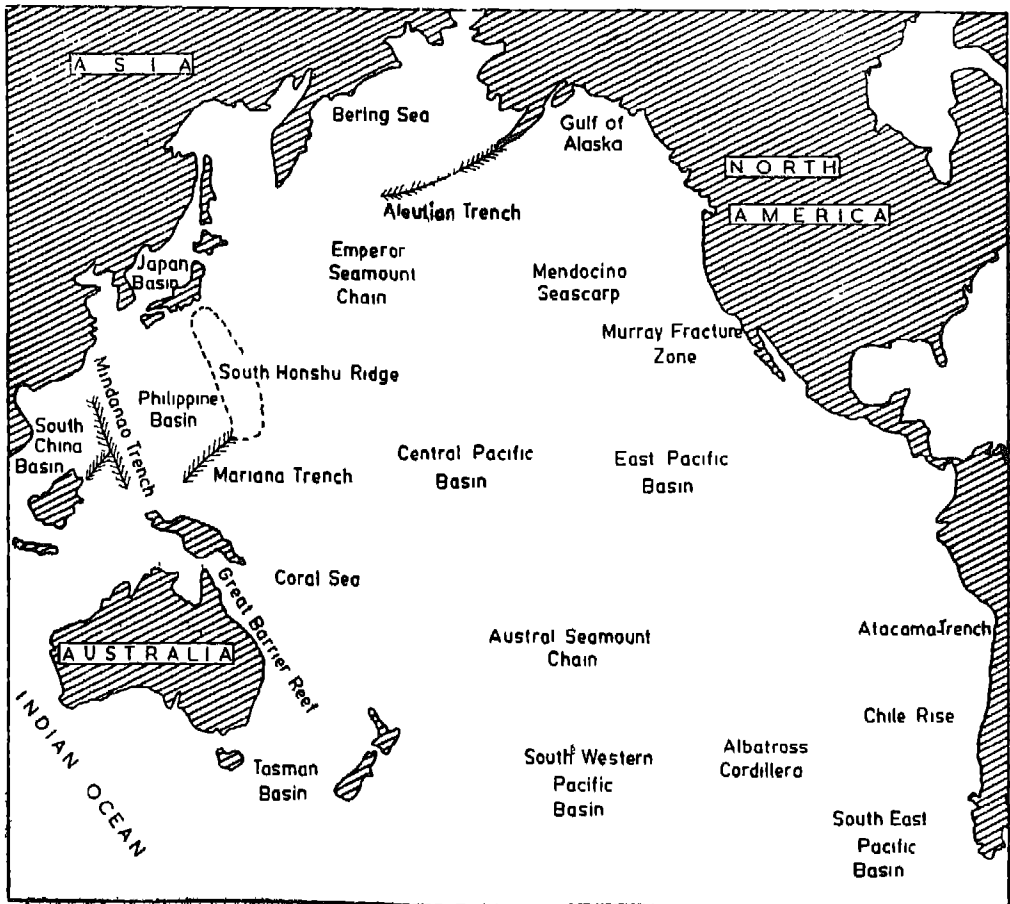 ASIA
Bering Sea
Gulf of
Alaska
NORTH
AMERICA
Aleutian Trench
Emperor
Seamount
Chain
Mendocino
Seascarp
Japan
Basin
Murray Fracture
Zone
South Honshu Ridge
Mindanao Trench
Philippine
Basin
South
China
Basin
Mariana Trench
Central Pacific
Basin
East Pacific
Basin
Coral Sea
Great Barrier Reef
AUSTRALIA
Austral Seamount
Chain
Atacama Trench
Chile Rise
INDIAN OCEAN
Tasman
Basin
South Western
Pacific
Basin
Albatross
Cordillera
South East
Pacific
Basin